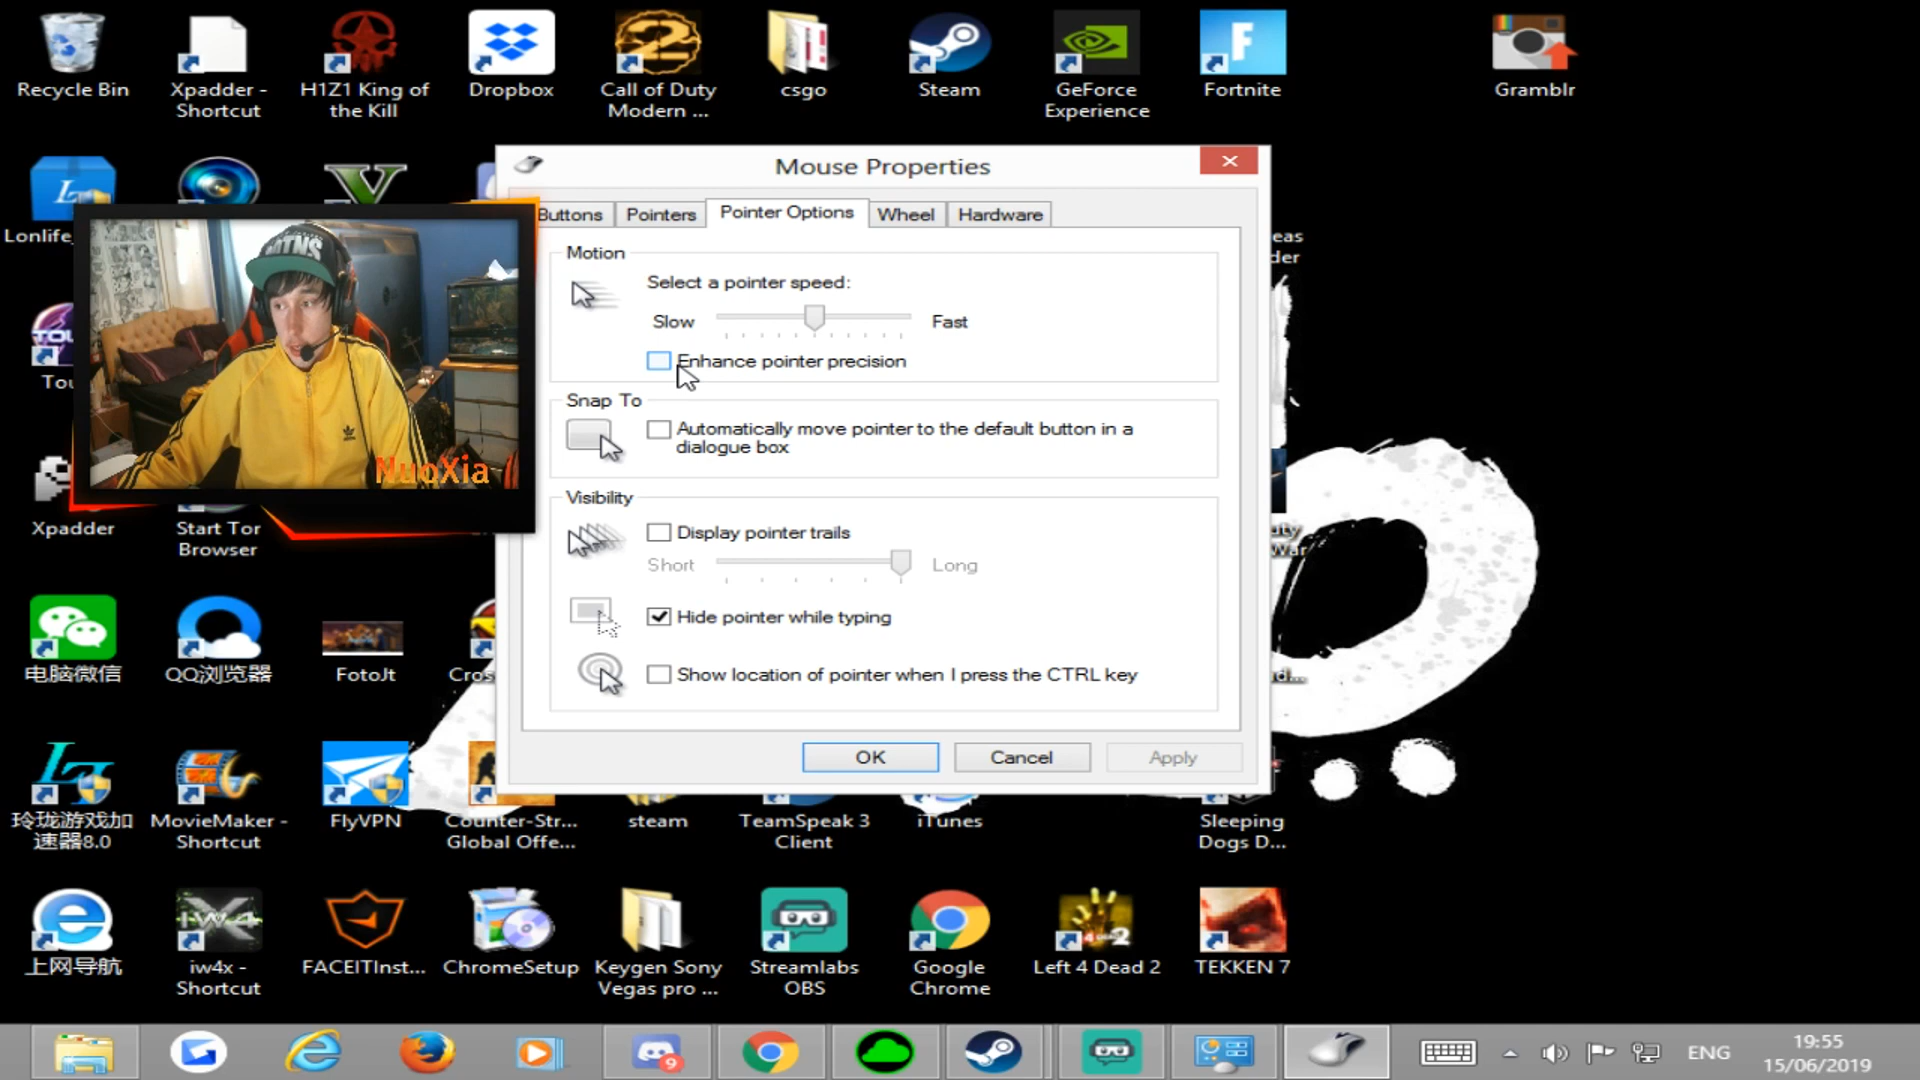 Recycle Bin
Xpadder -
Shortcut
H1Z1 King of
the Kill
Dropbox
Call of Duty
Modern ...
csgo
Steam
GeForce
Experience
Fortnite
Gramblr
Mouse Properties
Buttons
Pointers
Pointer Options
Wheel
Hardware
Motion
Select a pointer speed:
Slow
Fast
Enhance pointer precision
Snap To
Automatically move pointer to the default button in a
dialogue box
Visibility
Display pointer trails
Short
Long
Hide pointer while typing
Show location of pointer when I press the CTRL key
OK
Cancel
Apply
NuoXia
Xpadder
Start Tor
Browser
电脑微信
QQ浏览器
FotoJt
玲珑游戏加
速器8.0
MovieMaker -
Shortcut
FlyVPN
Counter-Str...
Global Offe...
steam
TeamSpeak 3
Client
iTunes
Sleeping
Dogs D...
上网导航
iw4x -
Shortcut
FACEITInst...
ChromeSetup
Keygen Sony
Vegas pro ...
Streamlabs
OBS
Google
Chrome
Left 4 Dead 2
TEKKEN 7
9
ENG
19:55
15/06/2019